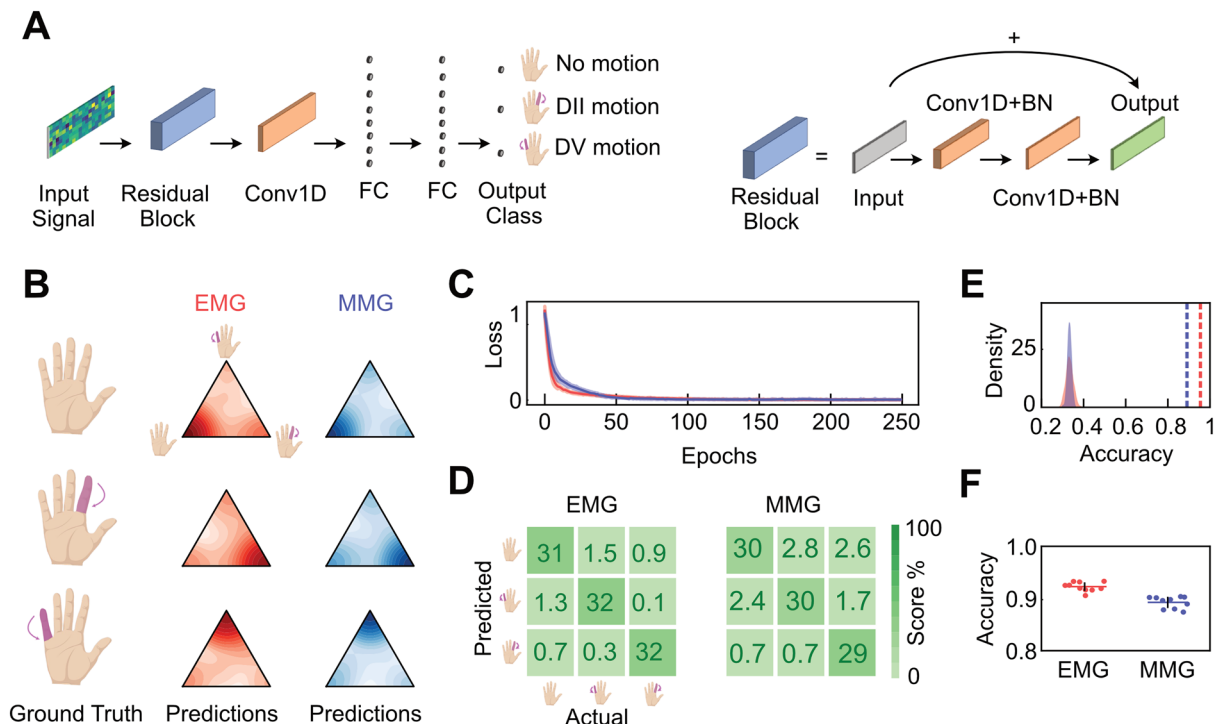 A
No motion
DII motion
DV motion
Input
Signal
Residual
Block
Conv1D
FC
FC
Output
Class
+
Conv1D+BN
Output
=
Residual
Block
Input
Conv1D+BN
B
EMG
MMG
Ground Truth
Predictions
Predictions
C
Loss
1
0
0
50
100
150
200
250
Epochs
D
EMG
MMG
Predicted
31 1.5 0.9
1.3 32 0.1
0.7 0.3 32
30 2.8 2.6
2.4 30 1.7
0.7 0.7 29
Actual
100
Score %
0
E
Density
25
0
0.2 0.4 0.6 0.8 1
Accuracy
F
Accuracy
1.0
0.9
0.8
EMG
MMG